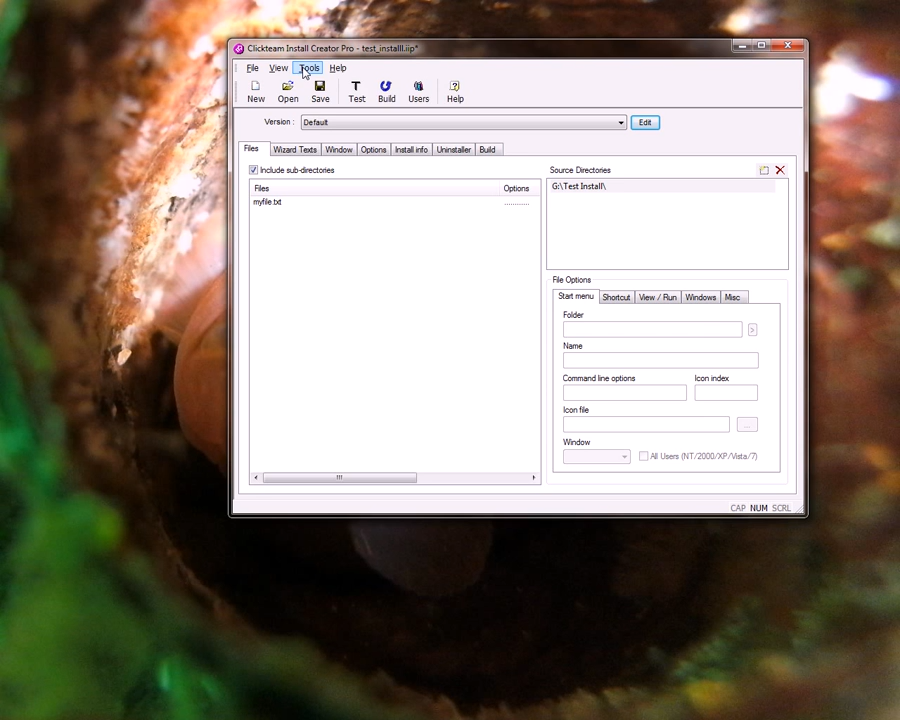 Clickteam Install Creator Pro - test_installl.iip*
File View Tools Help
New Open Save Test Build Users Help
Version : Default Edit
Files Wizard Texts Window Options Install info Uninstaller Build
Include sub-directories
Files Options
myfile.txt ............
Source Directories
G:\Test Install\
File Options
Start menu Shortcut View / Run Windows Misc
Folder
>
Name
Command line options Icon index
Icon file
...
Window
All Users (NT/2000/XP/Vista/7)
CAP NUM SCRL